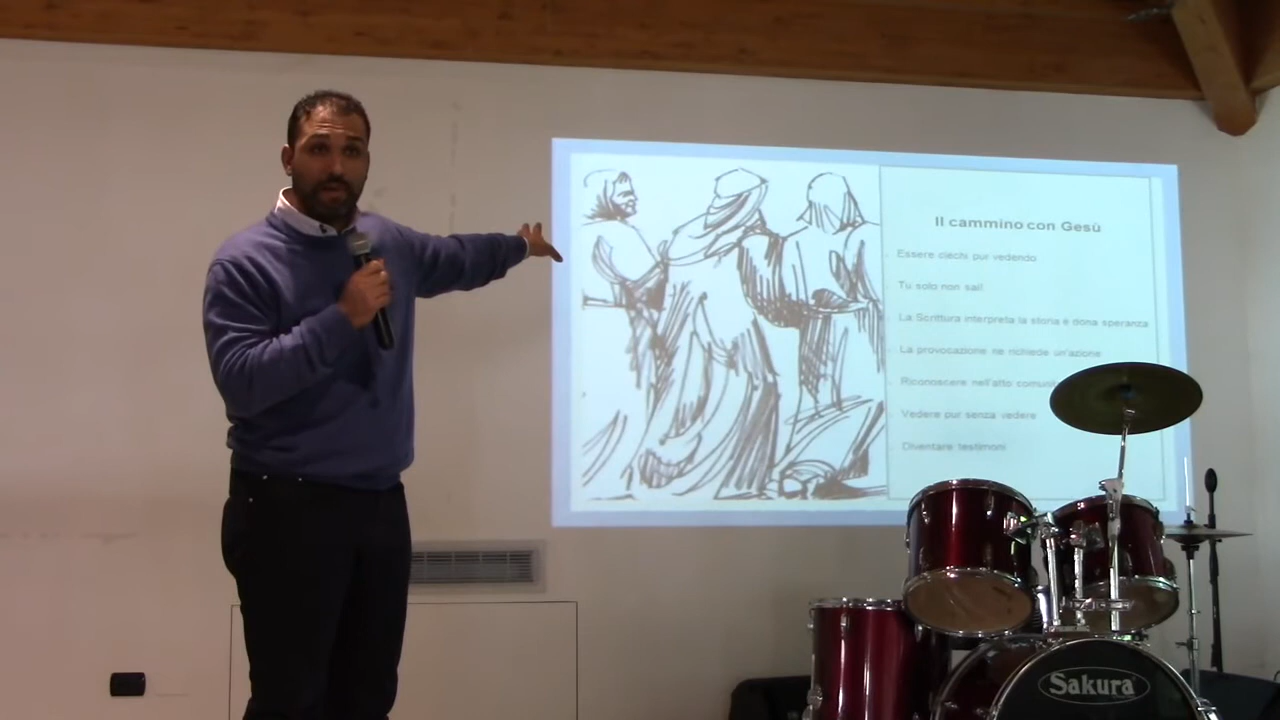 Il cammino con Gesù
Essere ciechi pur vedendo
Tu solo non sai!
La Scrittura interpreta la storia e dona speranza
La provocazione ne richiede un'azione
Riconoscere nell'atto
Vedere pur senza vedere
Diventare testimoni
Sakura